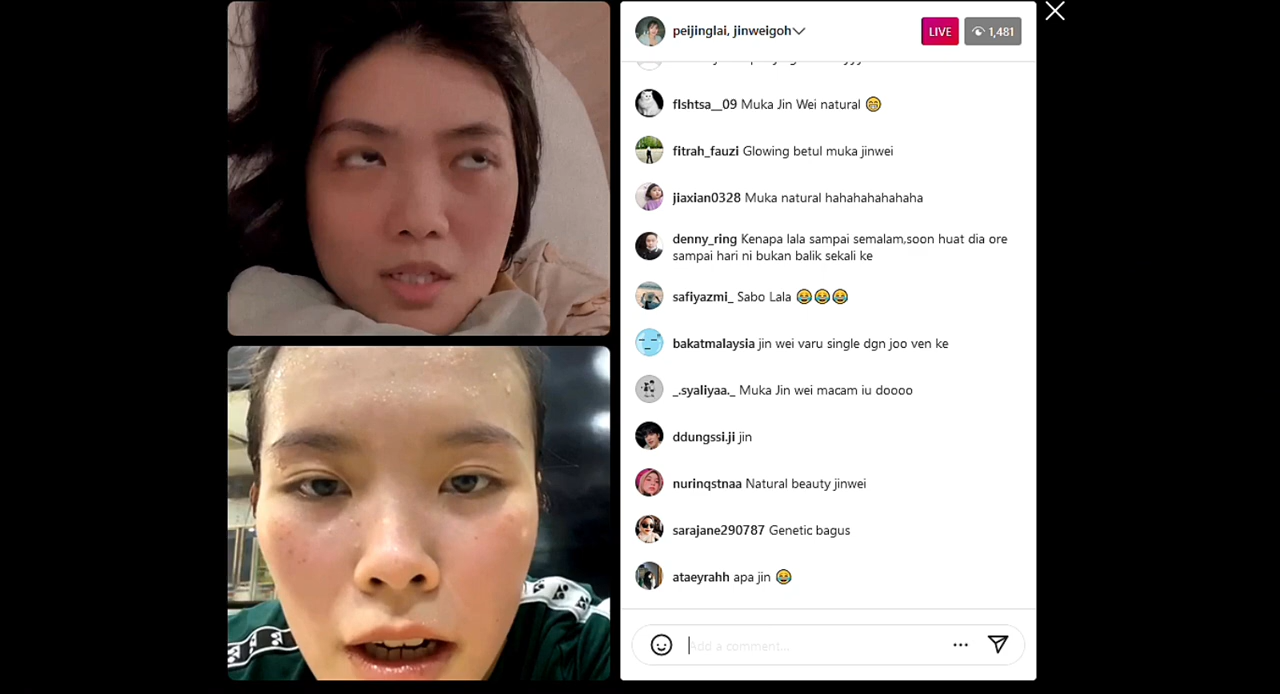 peijinglai, jinweigoh
LIVE
1,481
flshtsa__09 Muka Jin Wei natural 😁
fitrah_fauzi Glowing betul muka jinwei
jiaxian0328 Muka natural hahahahahahaha
denny_ring Kenapa lala sampai semalam,soon huat dia ore
sampai hari ni bukan balik sekali ke
safiyazmi_ Sabo Lala 😂😂😂
bakatmalaysia jin wei varu single dgn joo ven ke
_.syaliyaa._ Muka Jin wei macam iu doooo
ddungssi.ji jin
nurinqstnaa Natural beauty jinwei
sarajane290787 Genetic bagus
ataeyrahh apa jin 😂
Add a comment...